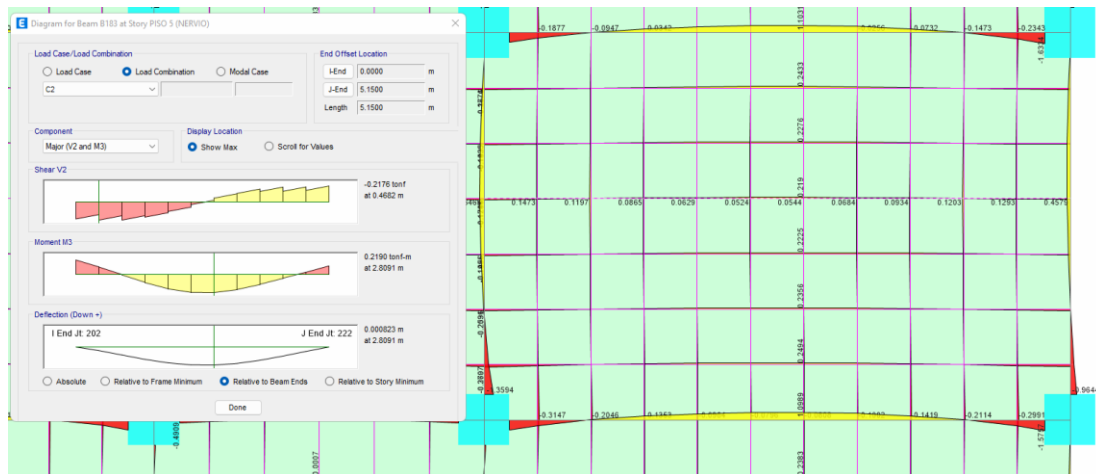 Diagram for Beam B183 at Story PISO 3 (NERVIO)
Load Case/Load Combination
Load Case Load Combination Modal Case
C2
End Offset Location
I-End 0.0000 m
J-End 5.1500 m
Length 5.1500 m
Component
Major (V2 and M3)
Display Location
Show Max Scroll for Values
Shear V2
-0.2176 tonf
at 0.4682 m
Moment M3
0.2190 tonf-m
at 2.8091 m
Deflection (Down +)
I End Jt: 202 J End Jt: 222
0.000823 m
at 2.8091 m
Absolute Relative to Frame Minimum Relative to Beam Ends Relative to Story Minimum
Done
-0.1877 -0.0947 -0.1473 -0.2343
1.1031
0.2433
0.2276
0.219
0.1473 0.1197 0.0865 0.0629 0.0524 0.0544 0.0684 0.0934 0.1203 0.1293 0.4575
0.2225
0.2356
0.2494
-0.9644
-0.3147 -0.2046 -0.1419 -0.2114 -0.2991
1.0989
0.2383